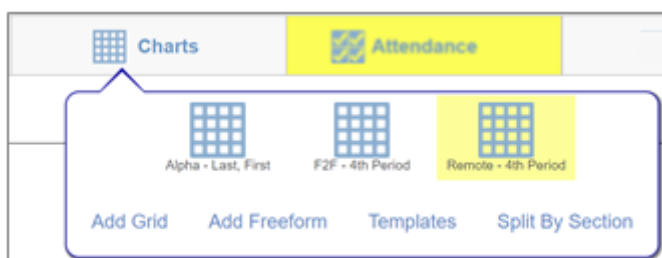 Charts Attendance
Alpha - Last, First F2F - 4th Period Remote - 4th Period
Add Grid Add Freeform Templates Split By Section